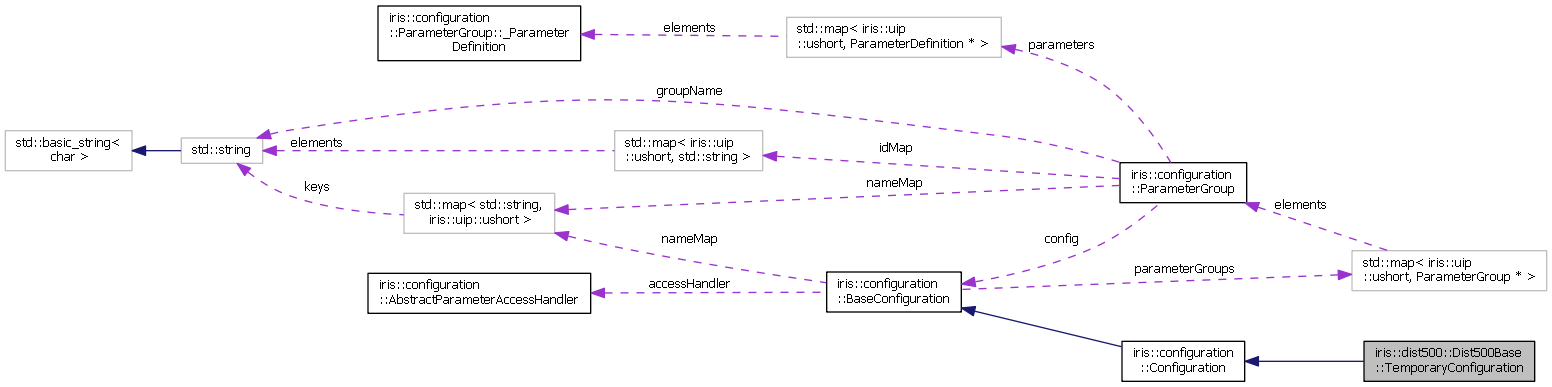 iris::configuration
::ParameterGroup::_Parameter
Definition
elements
std::map< iris::uip
::ushort, ParameterDefinition * >
parameters
groupName
std::basic_string<
char >
std::string
elements
std::map< iris::uip
::ushort, std::string >
idMap
iris::configuration
::ParameterGroup
keys
std::map< std::string,
iris::uip::ushort >
nameMap
elements
nameMap
config
std::map< iris::uip
::ushort, ParameterGroup * >
iris::configuration
::AbstractParameterAccessHandler
accessHandler
iris::configuration
::BaseConfiguration
parameterGroups
iris::configuration
::Configuration
iris::dist500::Dist500Base
::TemporaryConfiguration